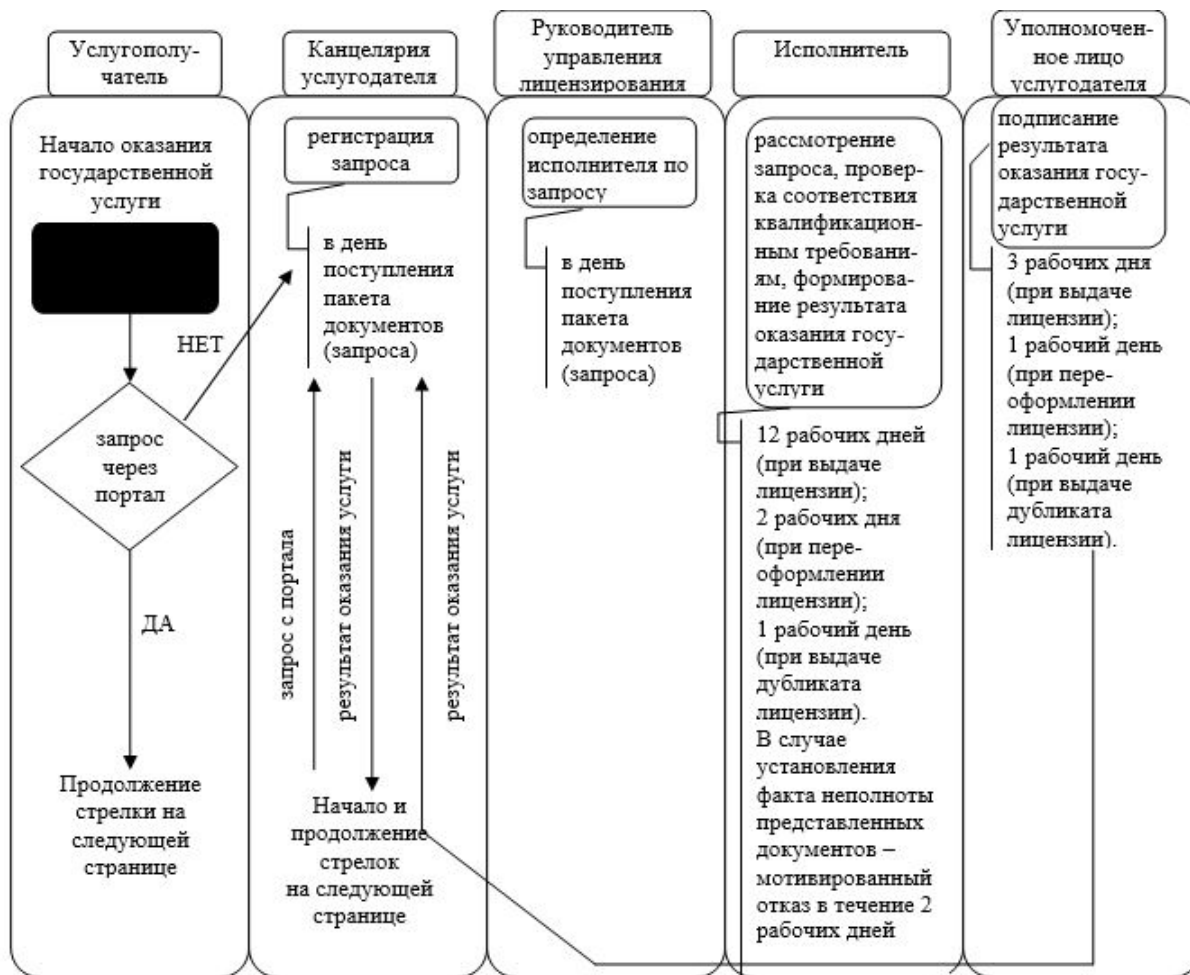 Услугополу-
чатель
Канцелярия
услугодателя
Руководитель
управления
лицензирования
Исполнитель
Уполномочен-
ное лицо
услугодателя
Начало оказания
государственной
услуги
НЕТ
запрос
через
портал
ДА
Продолжение
стрелки на
следующей
странице
регистрация
запроса
в день
поступления
пакета
документов
(запроса)
запрос с портала
результат оказания услуги
результат оказания услуги
Начало и
продолжение
стрелок
на следующей
странице
определение
исполнителя по
запросу
в день
поступления
пакета
документов
(запроса)
рассмотрение
запроса, провер-
ка соответствия
квалификацион-
ным требовани-
ям, формирова-
ние результата
оказания госу-
дарственной
услуги
12 рабочих дней
(при выдаче
лицензии);
2 рабочих дня
(при пере-
оформлении
лицензии);
1 рабочий день
(при выдаче
дубликата
лицензии).
В случае
установления
факта неполноты
представленных
документов –
мотивированный
отказ в течение 2
рабочих дней
подписание
результата
оказания госу-
дарственной
услуги
3 рабочих дня
(при выдаче
лицензии);
1 рабочий день
(при пере-
оформлении
лицензии);
1 рабочий день
(при выдаче
дубликата
лицензии).